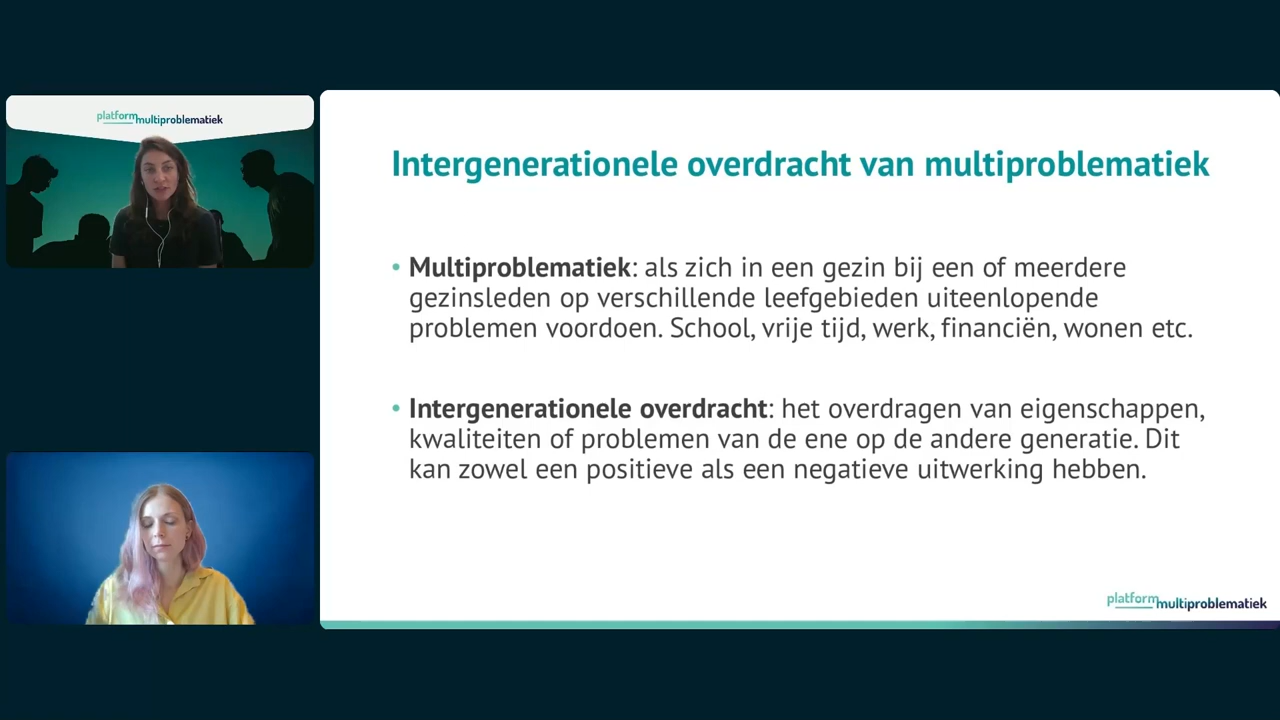 platform multiproblematiek
Intergenerationele overdracht van multiproblematiek
• Multiproblematiek: als zich in een gezin bij een of meerdere
gezinsleden op verschillende leefgebieden uiteenlopende
problemen voordoen. School, vrije tijd, werk, financiën, wonen etc.
• Intergenerationele overdracht: het overdragen van eigenschappen,
kwaliteiten of problemen van de ene op de andere generatie. Dit
kan zowel een positieve als een negatieve uitwerking hebben.
platform multiproblematiek